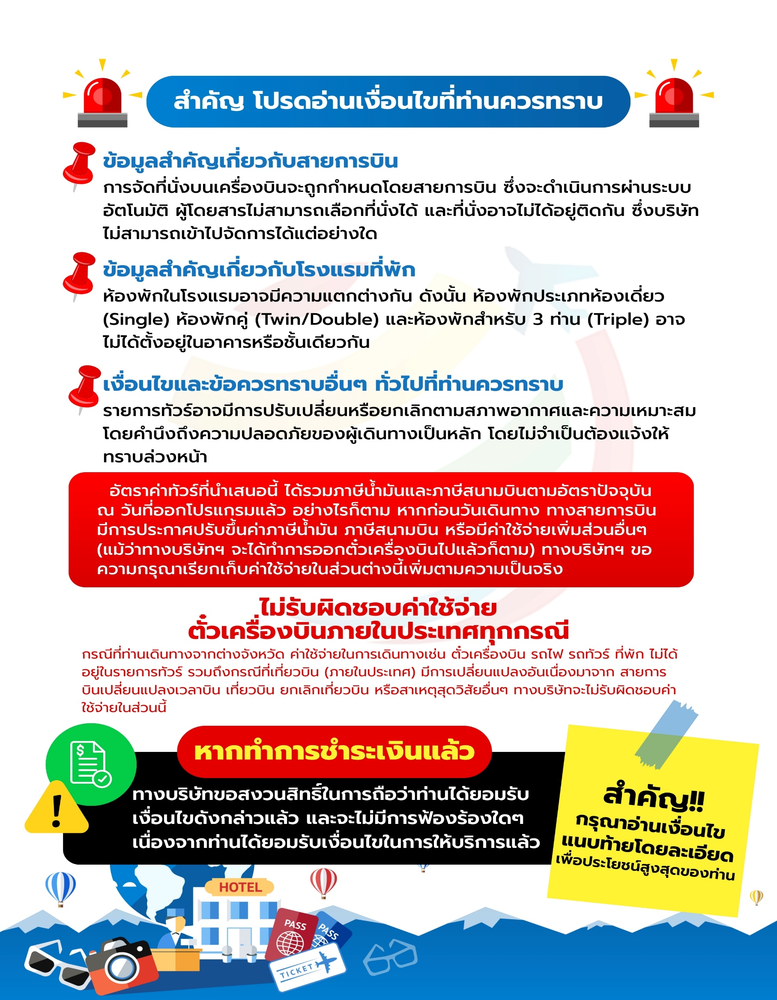 สำคัญ โปรดอ่านเงื่อนไขที่ท่านควรทราบ
ข้อมูลสำคัญเกี่ยวกับสายการบิน
การจัดที่นั่งบนเครื่องบินจะถูกกำหนดโดยสายการบิน ซึ่งจะดำเนินการผ่านระบบ
อัตโนมัติ ผู้โดยสารไม่สามารถเลือกที่นั่งได้ และที่นั่งอาจไม่ได้อยู่ติดกัน ซึ่งบริษัท
ไม่สามารถเข้าไปจัดการได้แต่อย่างใด
ข้อมูลสำคัญเกี่ยวกับโรงแรมที่พัก
ห้องพักในโรงแรมอาจมีความแตกต่างกัน ดังนั้น ห้องพักประเภทห้องเดี่ยว
(Single) ห้องพักคู่ (Twin/Double) และห้องพักสำหรับ 3 ท่าน (Triple) อาจ
ไม่ได้ตั้งอยู่ในอาคารหรือชั้นเดียวกัน
เงื่อนไขและข้อควรทราบอื่นๆ ทั่วไปที่ท่านควรทราบ
รายการทัวร์อาจมีการปรับเปลี่ยนหรือยกเลิกตามสภาพอากาศและความเหมาะสม
โดยคำนึงถึงความปลอดภัยของผู้เดินทางเป็นหลัก โดยไม่จำเป็นต้องแจ้งให้
ทราบล่วงหน้า
อัตราค่าทัวร์ที่นำเสนอนี้ ได้รวมภาษีน้ำมันและภาษีสนามบินตามอัตราปัจจุบัน
ณ วันที่ออกโปรแกรมแล้ว อย่างไรก็ตาม หากก่อนวันเดินทาง ทางสายการบิน
มีการประกาศปรับขึ้นค่าภาษีน้ำมัน ภาษีสนามบิน หรือมีค่าใช้จ่ายเพิ่มส่วนอื่นๆ
(แม้ว่าทางบริษัทฯ จะได้ทำการออกตั๋วเครื่องบินไปแล้วก็ตาม) ทางบริษัทฯ ขอ
ความกรุณาเรียกเก็บค่าใช้จ่ายในส่วนต่างนี้เพิ่มตามความเป็นจริง
ไม่รับผิดชอบค่าใช้จ่าย
ตั๋วเครื่องบินภายในประเทศทุกกรณี
กรณีที่ท่านเดินทางจากต่างจังหวัด ค่าใช้จ่ายในการเดินทางเช่น ตั๋วเครื่องบิน รถไฟ รถทัวร์ ที่พัก ไม่ได้
อยู่ในรายการทัวร์ รวมถึงกรณีที่เที่ยวบิน (ภายในประเทศ) มีการเปลี่ยนแปลงอันเนื่องมาจาก สายการ
บินเปลี่ยนแปลงเวลาบิน เที่ยวบิน ยกเลิกเที่ยวบิน หรือสาเหตุสุดวิสัยอื่นๆ ทางบริษัทจะไม่รับผิดชอบค่า
ใช้จ่ายในส่วนนี้
หากทำการชำระเงินแล้ว
ทางบริษัทขอสงวนสิทธิ์ในการถือว่าท่านได้ยอมรับ
เงื่อนไขดังกล่าวแล้ว และจะไม่มีการฟ้องร้องใดๆ
เนื่องจากท่านได้ยอมรับเงื่อนไขในการให้บริการแล้ว
สำคัญ!!
กรุณาอ่านเงื่อนไข
แนบท้ายโดยละเอียด
เพื่อประโยชน์สูงสุดของท่าน
HOTEL
PASS
PASS
TICKET